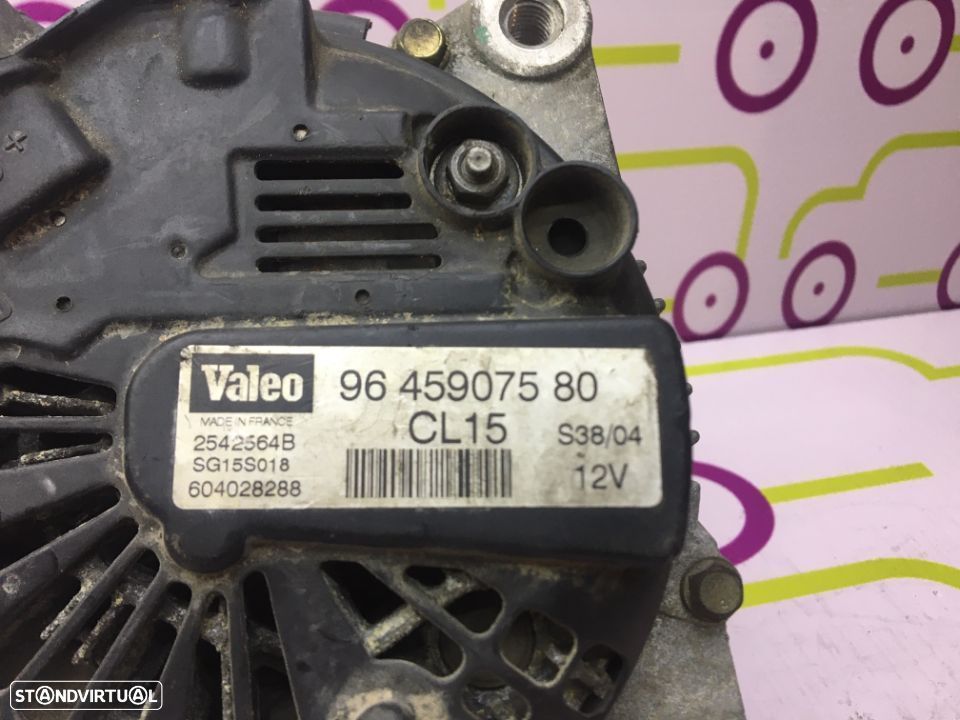 Valeo
96 459075 80
MADE IN FRANCE
CL15
S38/04
2542564B
SG15S018
12V
604028288
STANDVIRTUAL